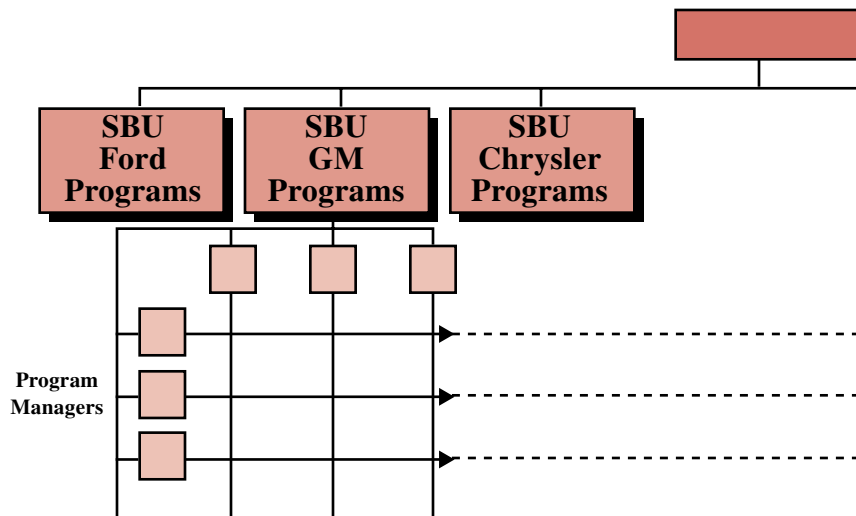 SBU
Ford
Programs
SBU
GM
Programs
SBU
Chrysler
Programs
Program
Managers